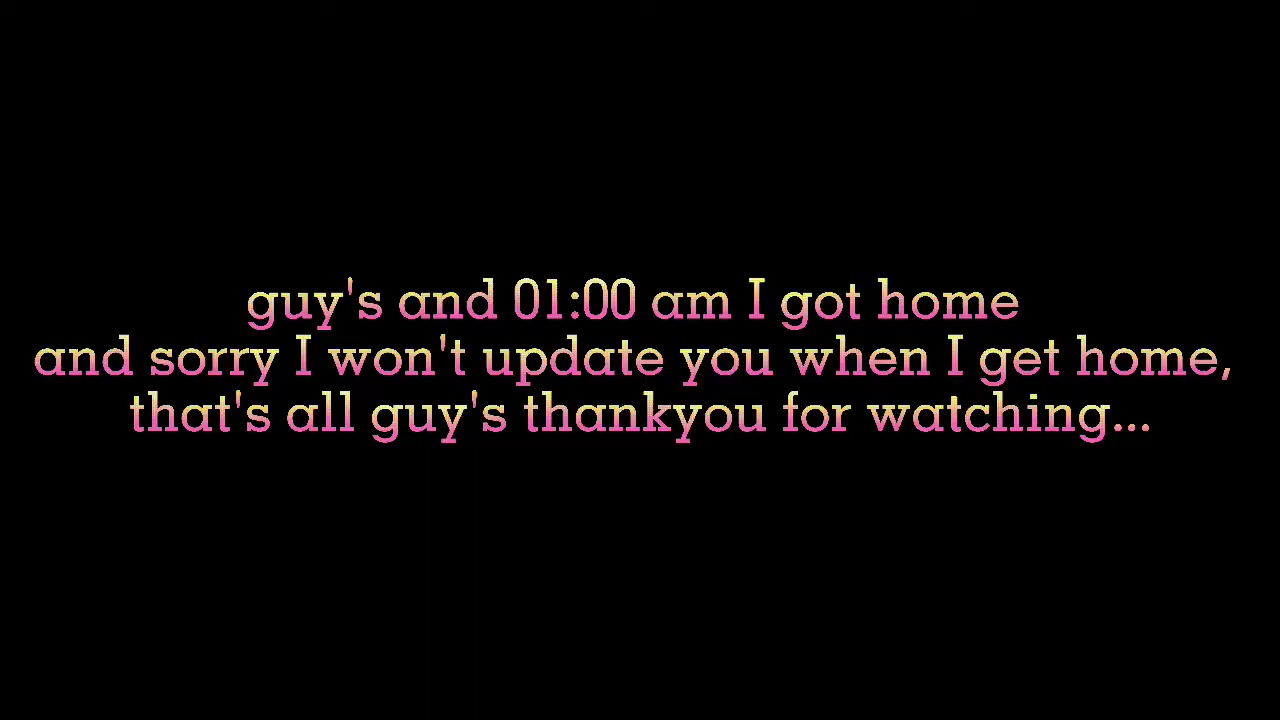 guy's and 01:00 am I got home
and sorry I won't update you when I get home,
that's all guy's thankyou for watching...